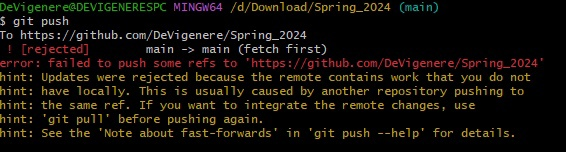 DeVigenere@DEVIGENERESPC MINGW64 /d/Download/Spring_2024 (main)
$ git push
To https://github.com/DeVigenere/Spring_2024
 ! [rejected]        main -> main (fetch first)
error: failed to push some refs to 'https://github.com/DeVigenere/Spring_2024'
hint: Updates were rejected because the remote contains work that you do not
hint: have locally. This is usually caused by another repository pushing to
hint: the same ref. If you want to integrate the remote changes, use
hint: 'git pull' before pushing again.
hint: See the 'Note about fast-forwards' in 'git push --help' for details.